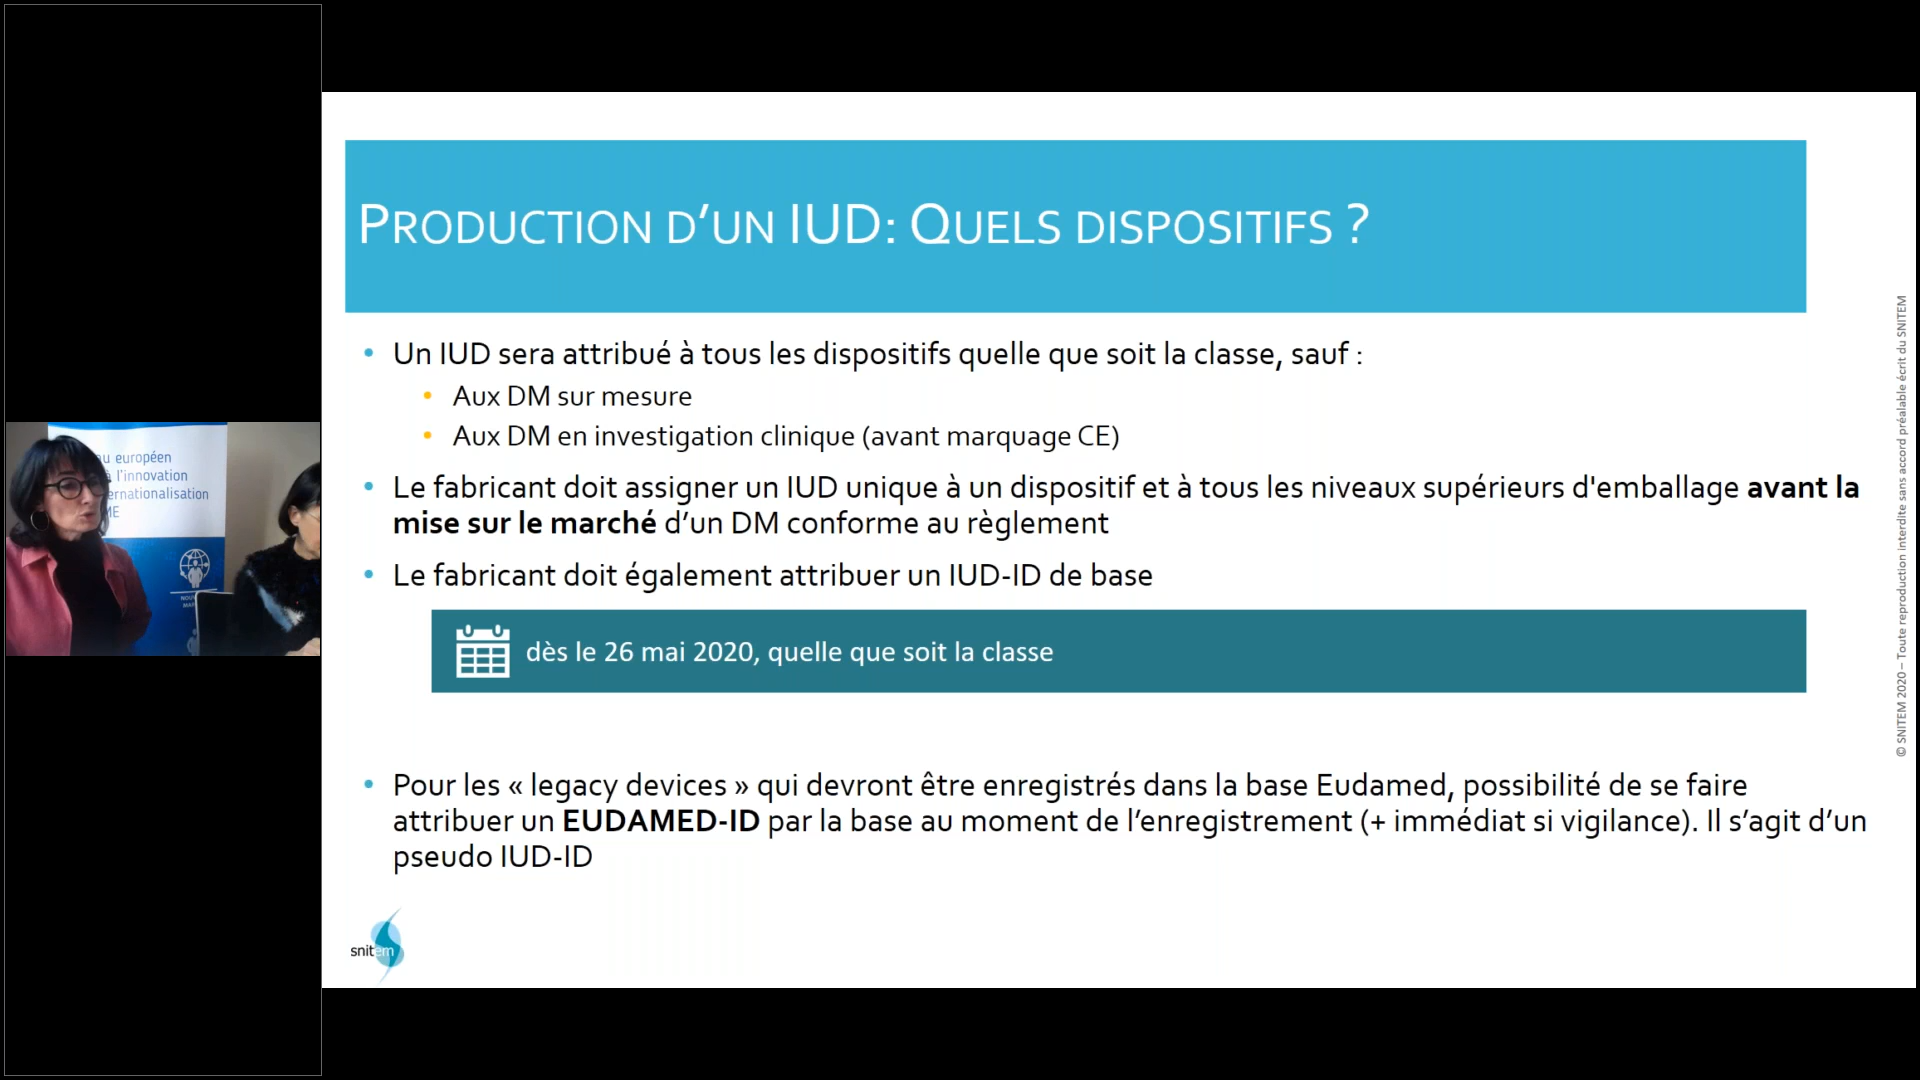 au européen
à l'innovation
ernationalisation
ME
PRODUCTION D'UN IUD: QUELS DISPOSITIFS ?
• Un IUD sera attribué à tous les dispositifs quelle que soit la classe, sauf :
• Aux DM sur mesure
• Aux DM en investigation clinique (avant marquage CE)
• Le fabricant doit assigner un IUD unique à un dispositif et à tous les niveaux supérieurs d'emballage avant la
mise sur le marché d'un DM conforme au règlement
• Le fabricant doit également attribuer un IUD-ID de base
dès le 26 mai 2020, quelle que soit la classe
• Pour les « legacy devices » qui devront être enregistrés dans la base Eudamed, possibilité de se faire
attribuer un EUDAMED-ID par la base au moment de l'enregistrement (+ immédiat si vigilance). Il s'agit d'un
pseudo IUD-ID
snitem
© SNITEM 2020 – Toute reproduction interdite sans accord préalable écrit du SNITEM